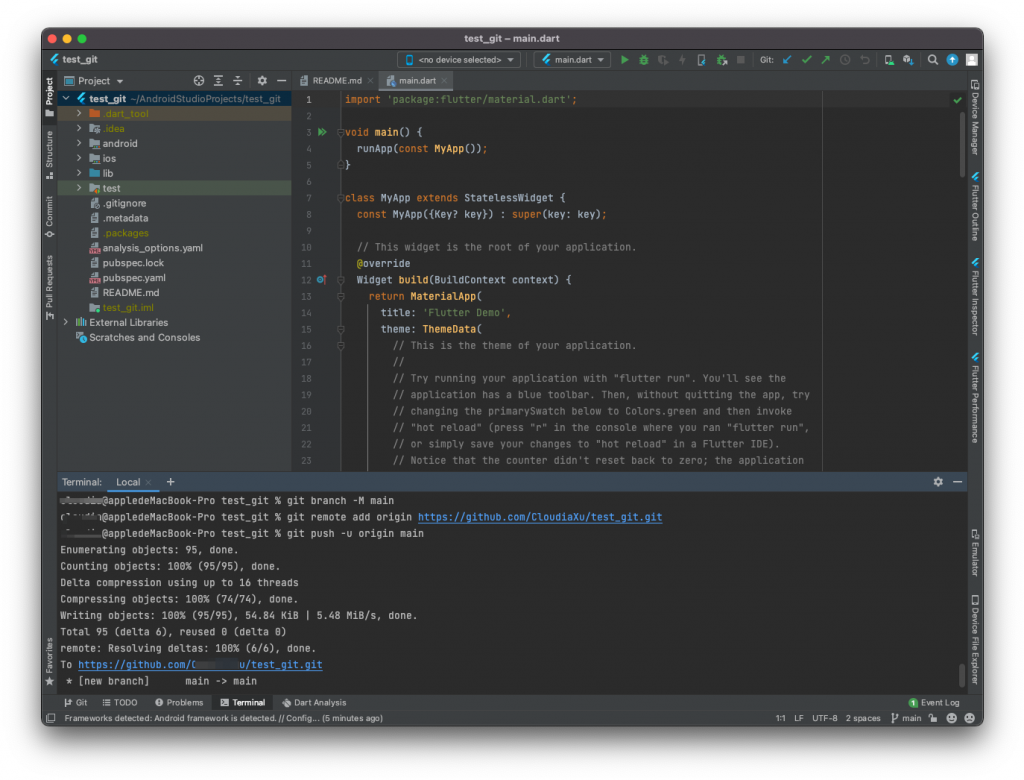 test_git – main.dart
test_git
<no device selected>
main.dart
Git:
Project
README.md
main.dart
test_git ~/AndroidStudioProjects/test_git
.dart_tool
.idea
android
ios
lib
test
.gitignore
.metadata
.packages
analysis_options.yaml
pubspec.lock
pubspec.yaml
README.md
test_git.iml
External Libraries
Scratches and Consoles
Project
Structure
Commit
Pull Requests
Favorites
1 import 'package:flutter/material.dart';
2
3 void main() {
4 runApp(const MyApp());
5 }
6
7 class MyApp extends StatelessWidget {
8 const MyApp({Key? key}) : super(key: key);
9
10 // This widget is the root of your application.
11 @override
12 Widget build(BuildContext context) {
13 return MaterialApp(
14 title: 'Flutter Demo',
15 theme: ThemeData(
16 // This is the theme of your application.
17 //
18 // Try running your application with "flutter run". You'll see the
19 // application has a blue toolbar. Then, without quitting the app, try
20 // changing the primarySwatch below to Colors.green and then invoke
21 // "hot reload" (press "r" in the console where you ran "flutter run",
22 // or simply save your changes to "hot reload" in a Flutter IDE).
23 // Notice that the counter didn't reset back to zero; the application
Device Manager
Flutter Outline
Flutter Inspector
Flutter Performance
Emulator
Device File Explorer
Terminal: Local +
@appledeMacBook-Pro test_git % git branch -M main
@appledeMacBook-Pro test_git % git remote add origin https://github.com/CloudiaXu/test_git.git
@appledeMacBook-Pro test_git % git push -u origin main
Enumerating objects: 95, done.
Counting objects: 100% (95/95), done.
Delta compression using up to 16 threads
Compressing objects: 100% (74/74), done.
Writing objects: 100% (95/95), 54.84 KiB | 5.48 MiB/s, done.
Total 95 (delta 6), reused 0 (delta 0)
remote: Resolving deltas: 100% (6/6), done.
To https://github.com/C u/test_git.git
* [new branch] main -> main
Git
TODO
Problems
Terminal
Dart Analysis
1 Event Log
Frameworks detected: Android framework is detected. // Config... (5 minutes ago)
1:1 LF UTF-8 2 spaces main